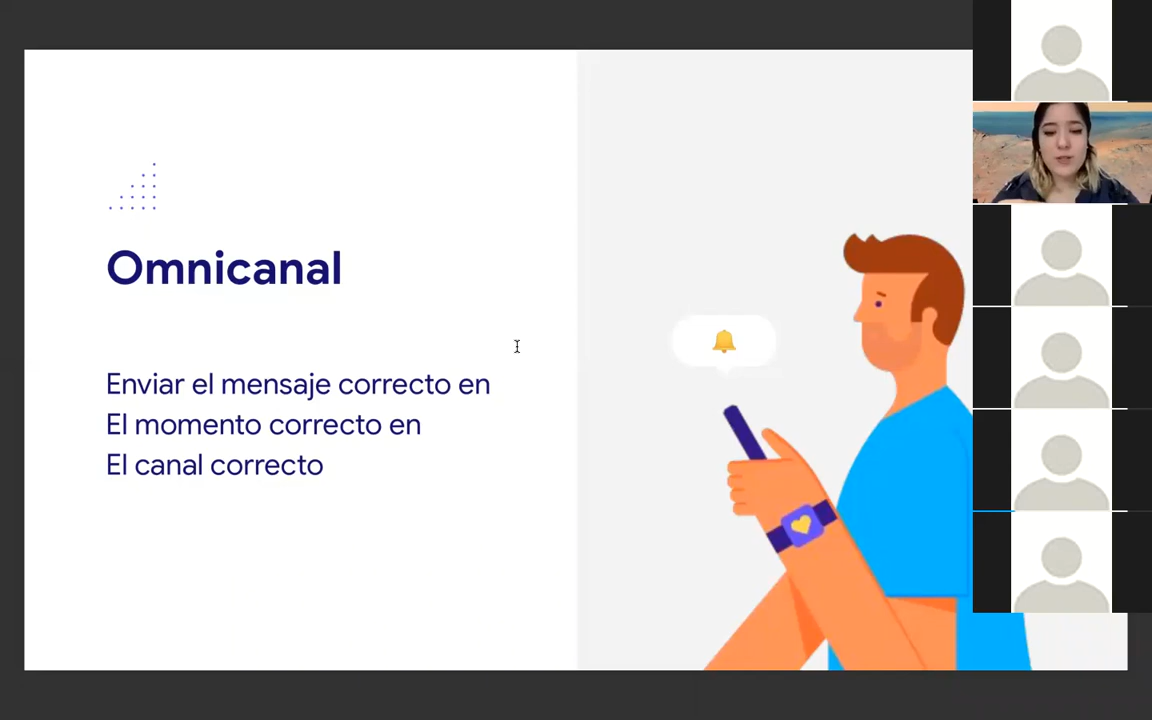 Omnicanal
Enviar el mensaje correcto en
El momento correcto en
El canal correcto